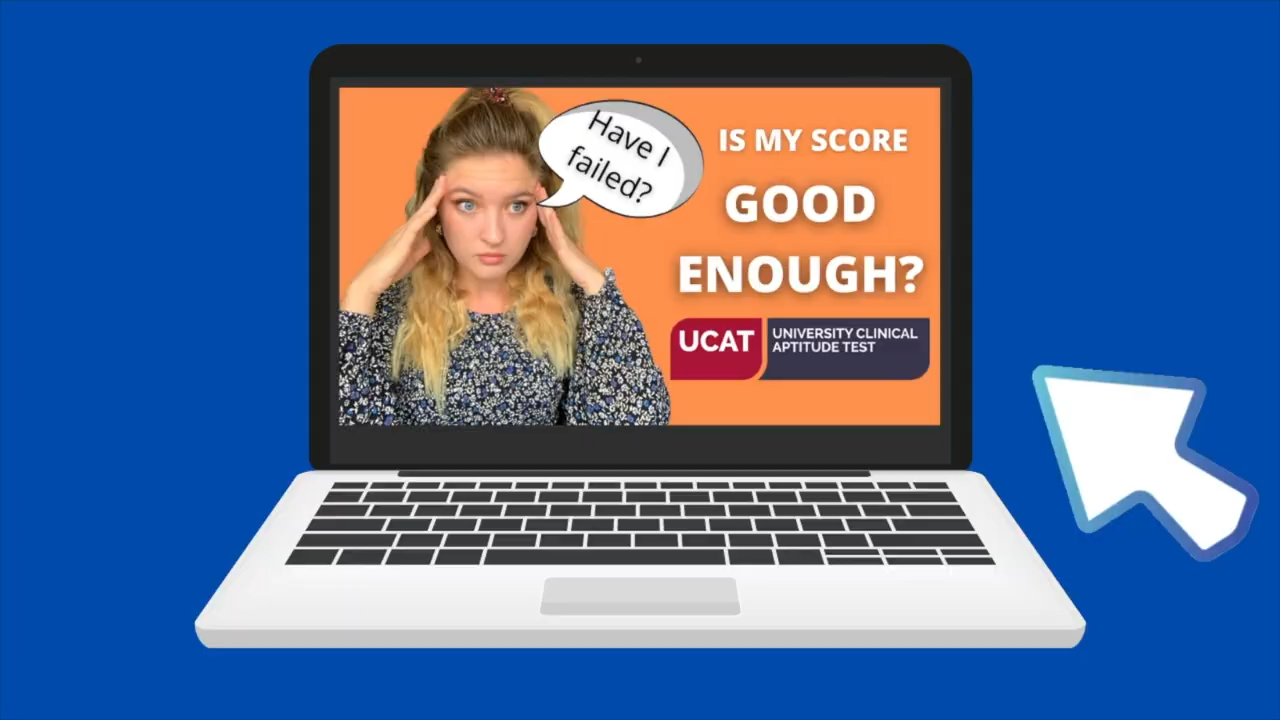 Have I
failed?
IS MY SCORE
GOOD
ENOUGH?
UCAT
UNIVERSITY CLINICAL
APTITUDE TEST